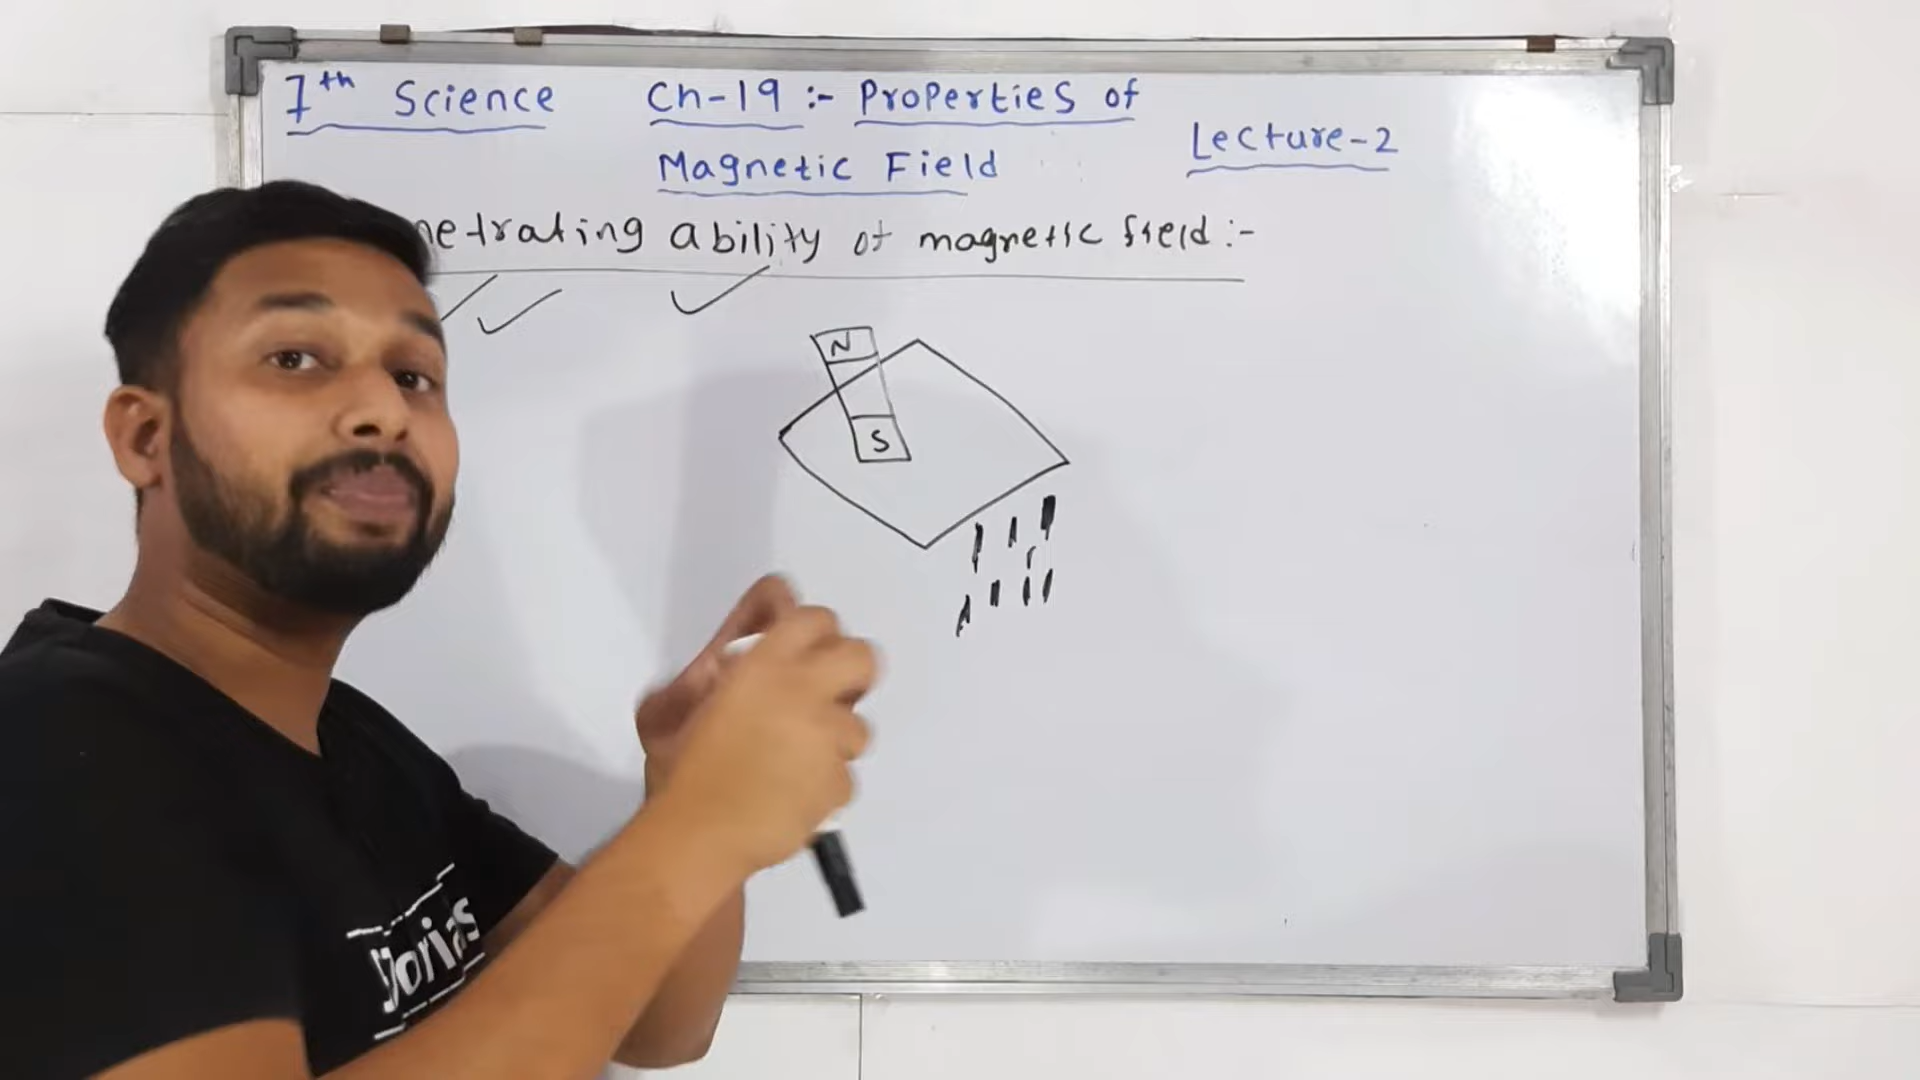 7th Science Ch-19 :- Properties of
Magnetic Field
Lecture-2
netrating ability of magnetic field :-
N
S